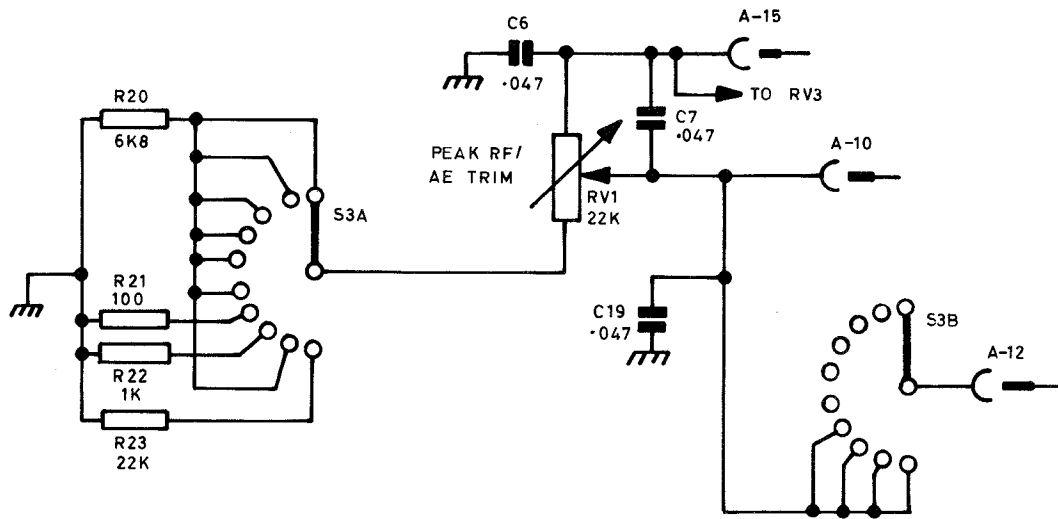 C6
.047
A-15
TO RV3
C7
.047
R20
6K8
PEAK RF/
AE TRIM
A-10
RV1
22K
S3A
R21
100
C19
.047
R22
1K
S3B
A-12
R23
22K